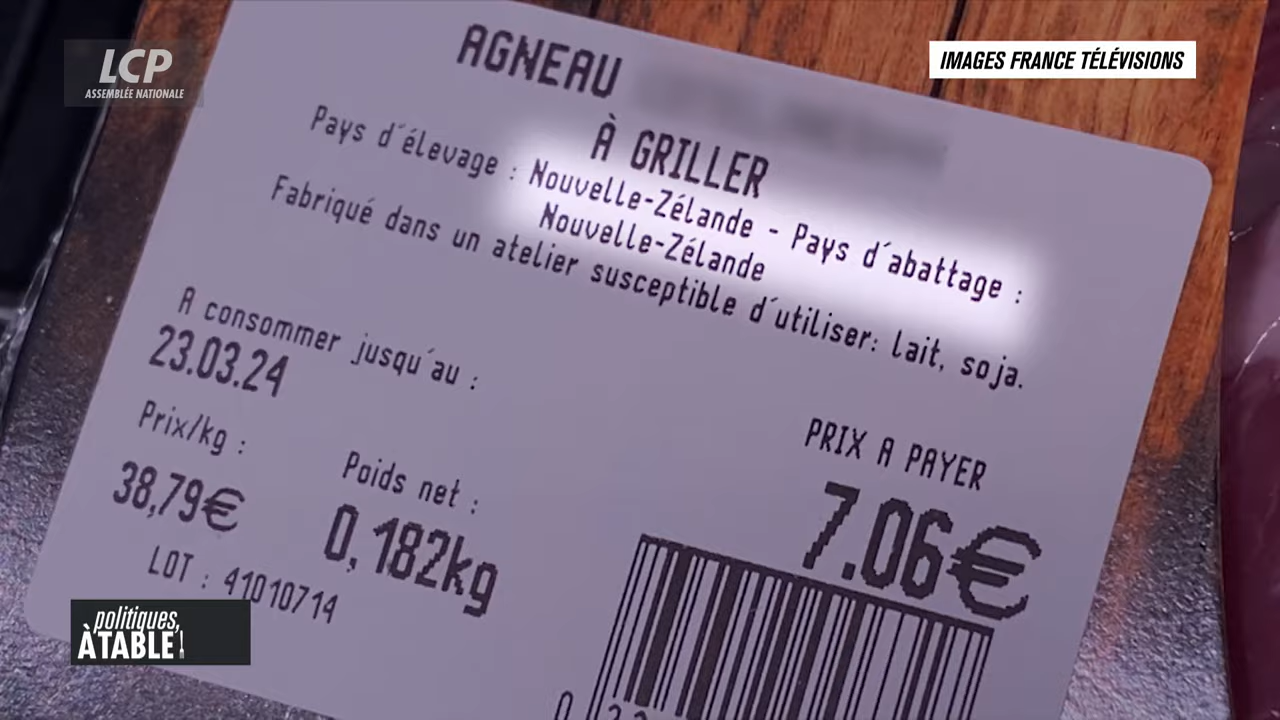 LCP
ASSEMBLÉE NATIONALE
IMAGES FRANCE TÉLÉVISIONS
AGNEAU
À GRILLER
Pays d'élevage : Nouvelle-Zélande - Pays d'abattage :
Nouvelle-Zélande
Fabriqué dans un atelier susceptible d'utiliser: lait, soja.
A consommer jusqu'au :
23.03.24
Prix/kg :
38,79€
Poids net :
0,182kg
LOT : 41010714
PRIX A PAYER
7.06€
politiques,
À TABLE!